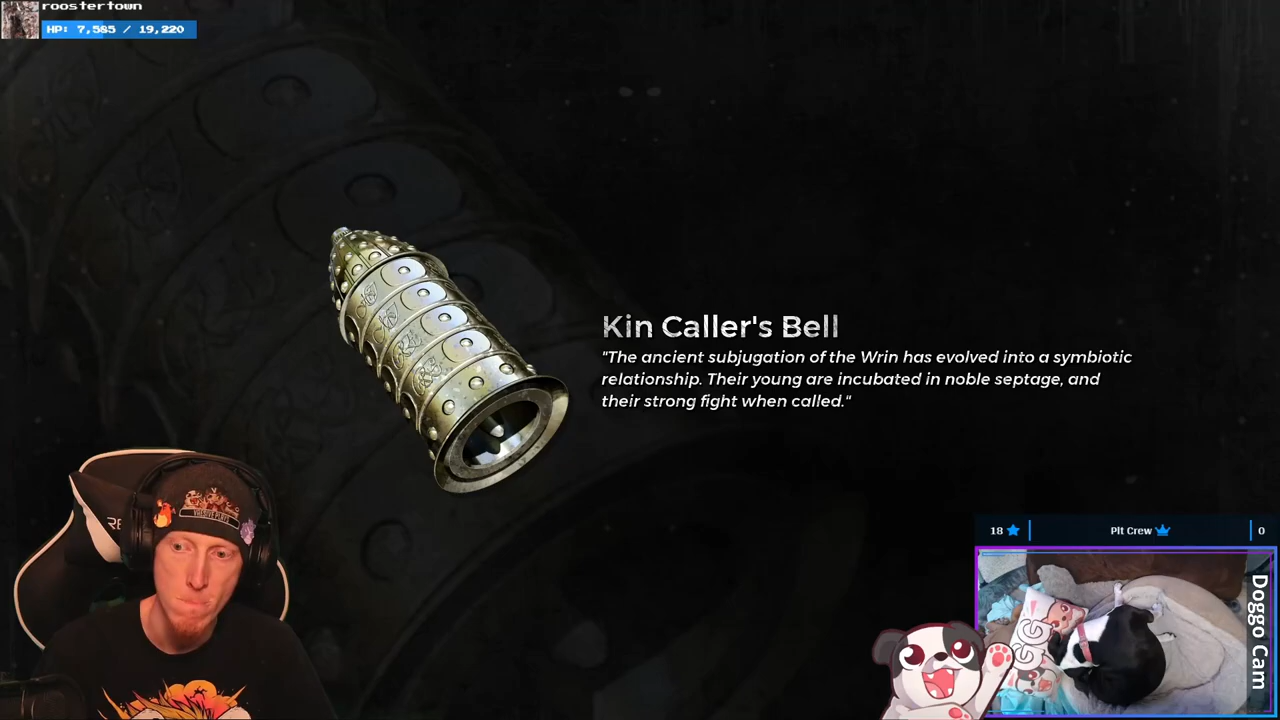 roostertown
HP: 7,585 / 19,220
Kin Caller's Bell
"The ancient subjugation of the Wrin has evolved into a symbiotic
relationship. Their young are incubated in noble septage, and
their strong fight when called."
18
Pit Crew
0
Doggo Cam
GG